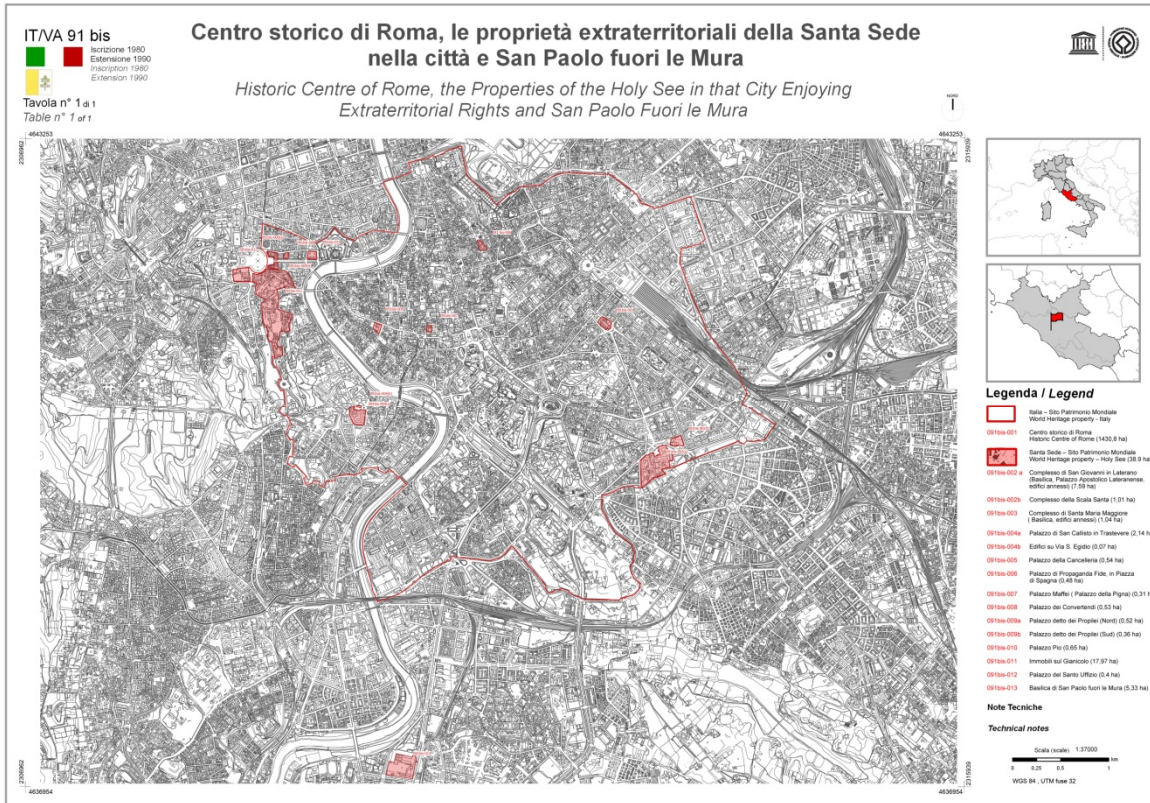 IT/VA 91 bis
Iscrizione 1980
Estensione 1990
Inscription 1980
Extension 1990
Tavola n° 1 di 1
Table n° 1 of 1
Centro storico di Roma, le proprietà extraterritoriali della Santa Sede
nella città e San Paolo fuori le Mura
Historic Centre of Rome, the Properties of the Holy See in that City Enjoying
Extraterritorial Rights and San Paolo Fuori le Mura
NORD
4643253
4643253
2306962
2315939
Legenda / Legend
Italia – Sito Patrimonio Mondiale
World Heritage property - Italy
091bis-001 Centro storico di Roma
Historic Centre of Rome (1430,8 ha)
Santa Sede – Sito Patrimonio Mondiale
World Heritage property – Holy See (38.9 ha
091bis-002 a Complesso di San Giovanni in Laterano
(Basilica, Palazzo Apostolico Lateranense,
edifici annessi) (7,59 ha)
091bis-002b Complesso della Scala Santa (1,01 ha)
091bis-003 Complesso di Santa Maria Maggiore
( Basilica, edifici annessi) (1,04 ha)
091bis-004a Palazzo di San Callisto in Trastevere (2,14 h
091bis-004b Edifici su Via S. Egidio (0,07 ha)
091bis-005 Palazzo della Cancelleria (0,54 ha)
091bis-006 Palazzo di Propaganda Fide, in Piazza
di Spagna (0,48 ha)
091bis-007 Palazzo Maffei ( Palazzo della Pigna) (0,31 h
091bis-008 Palazzo dei Convertendi (0,53 ha)
091bis-009a Palazzo detto dei Propilei (Nord) (0,52 ha)
091bis-009b Palazzo detto dei Propilei (Sud) (0,36 ha)
091bis-010 Palazzo Pio (0,65 ha)
091bis-011 Immobili sul Gianicolo (17,97 ha)
091bis-012 Palazzo del Santo Uffizio (0,4 ha)
091bis-013 Basilica di San Paolo fuori le Mura (5,33 ha)
Note Tecniche
Technical notes
Scala (scale) 1:37000
km
0 0,25 0,5 1
WGS 84 , UTM fuse 32
2306962
2315939
4636954
4636954